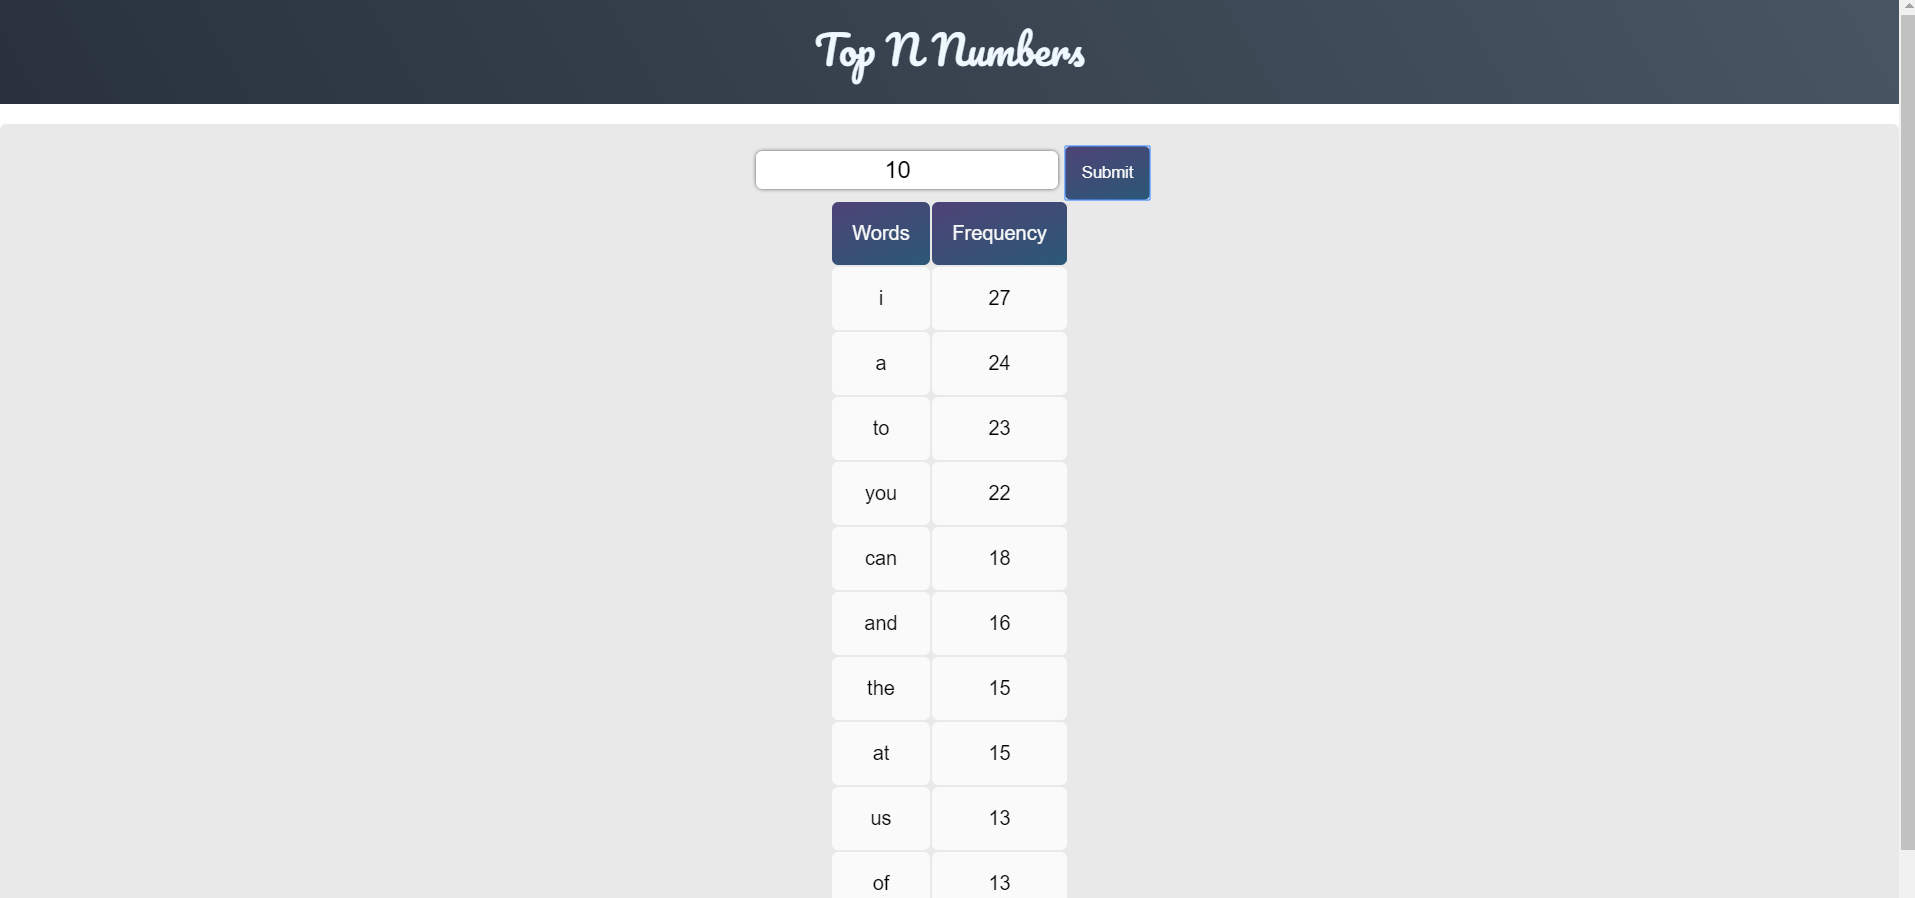 Top N Numbers
10 Submit
Words Frequency
i 27
a 24
to 23
you 22
can 18
and 16
the 15
at 15
us 13
of 13